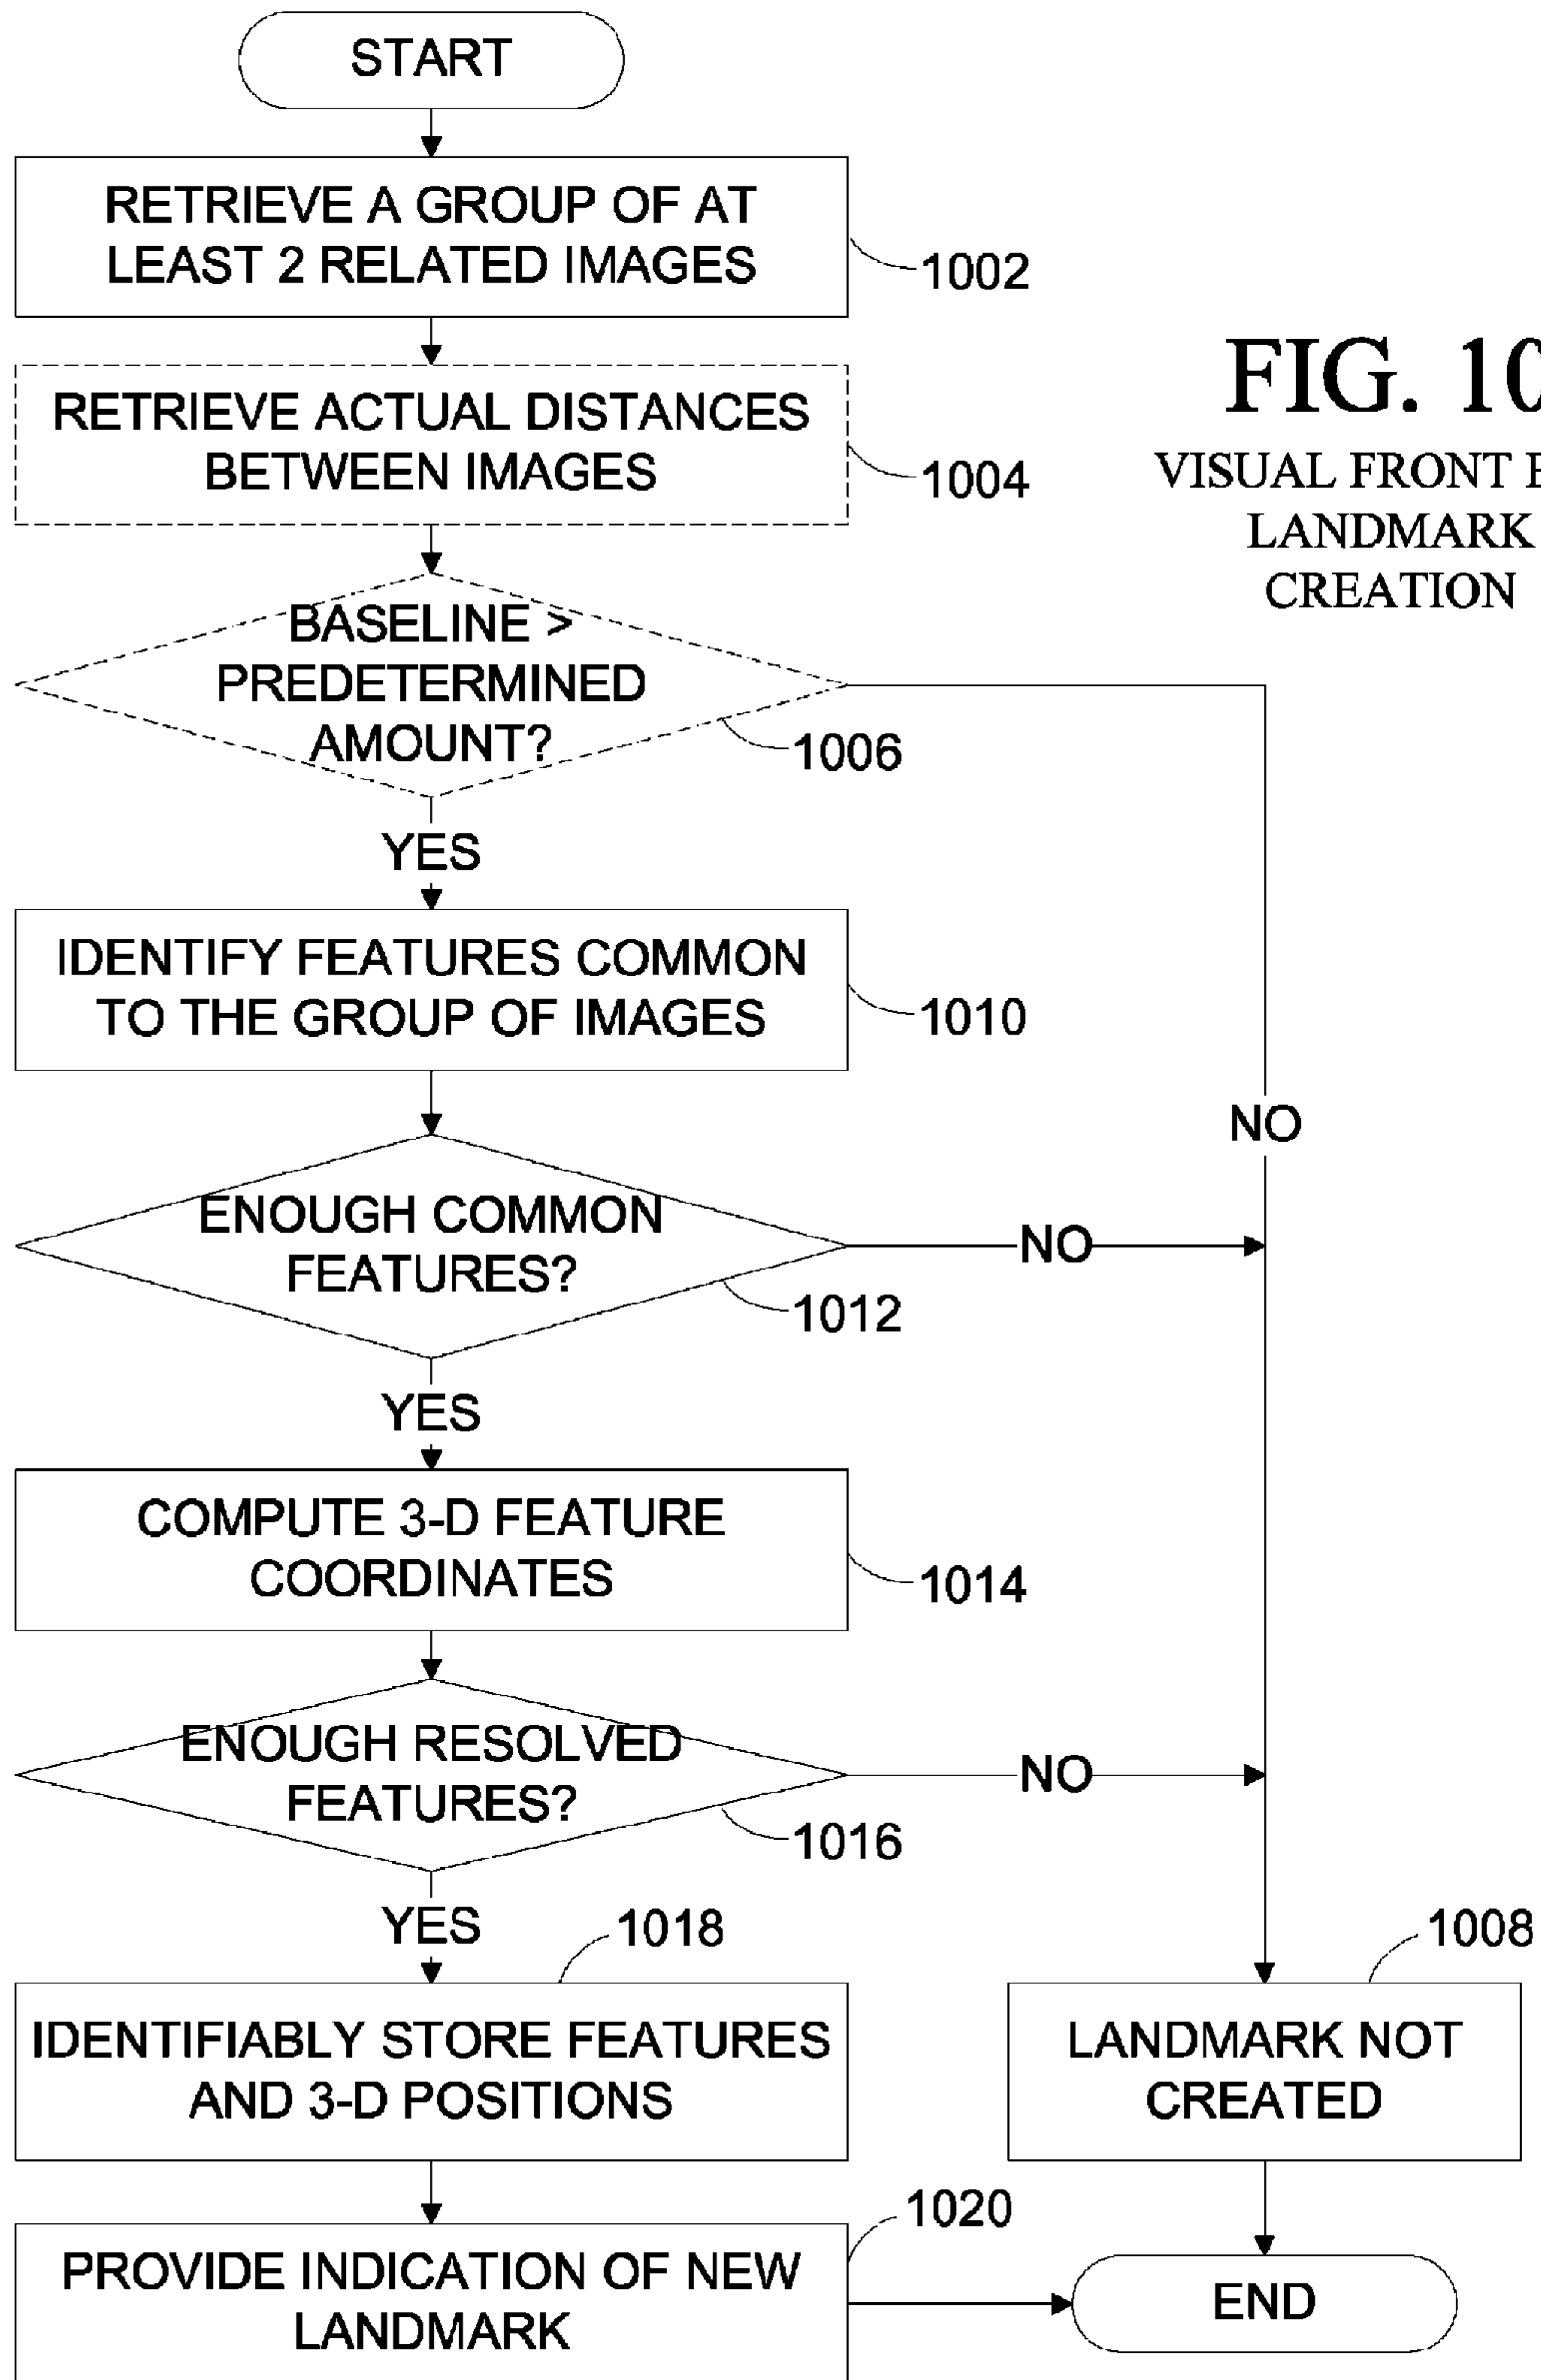 START
RETRIEVE A GROUP OF AT
LEAST 2 RELATED IMAGES
1002
RETRIEVE ACTUAL DISTANCES
BETWEEN IMAGES
1004
FIG. 10
VISUAL FRONT
LANDMARK
CREATION
BASELINE >
PREDETERMINED
AMOUNT?
1006
YES
IDENTIFY FEATURES COMMON
TO THE GROUP OF IMAGES
1010
NO
ENOUGH COMMON
FEATURES?
NO
1012
YES
COMPUTE 3-D FEATURE
COORDINATES
1014
ENOUGH RESOLVED
FEATURES?
NO
1016
YES
1018
1008
IDENTIFIABLY STORE FEATURES
AND 3-D POSITIONS
LANDMARK NOT
CREATED
1020
PROVIDE INDICATION OF NEW
LANDMARK
END